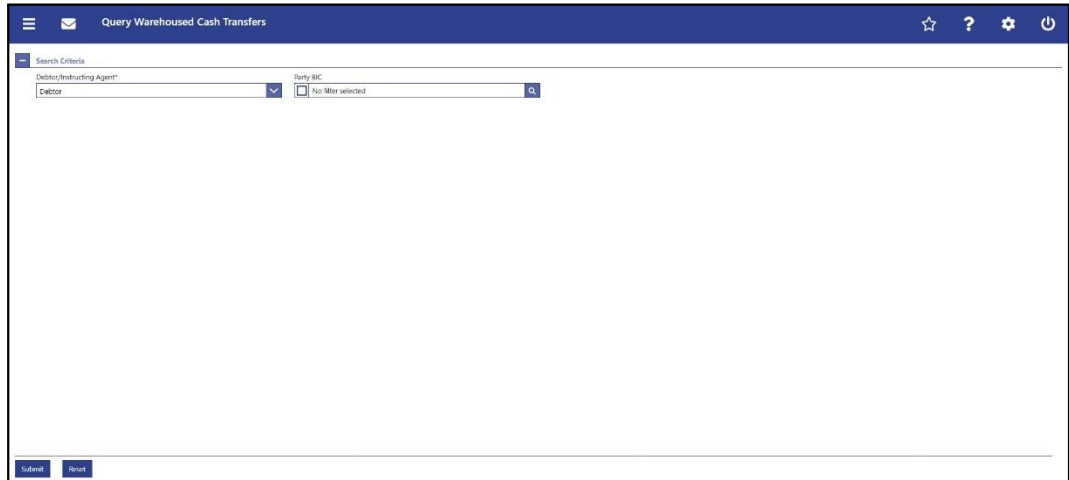 Query Warehoused Cash Transfers
Search Criteria
Debtor/Instructing Agent*
Party BIC
Debtor
No filter selected
Submit
Reset